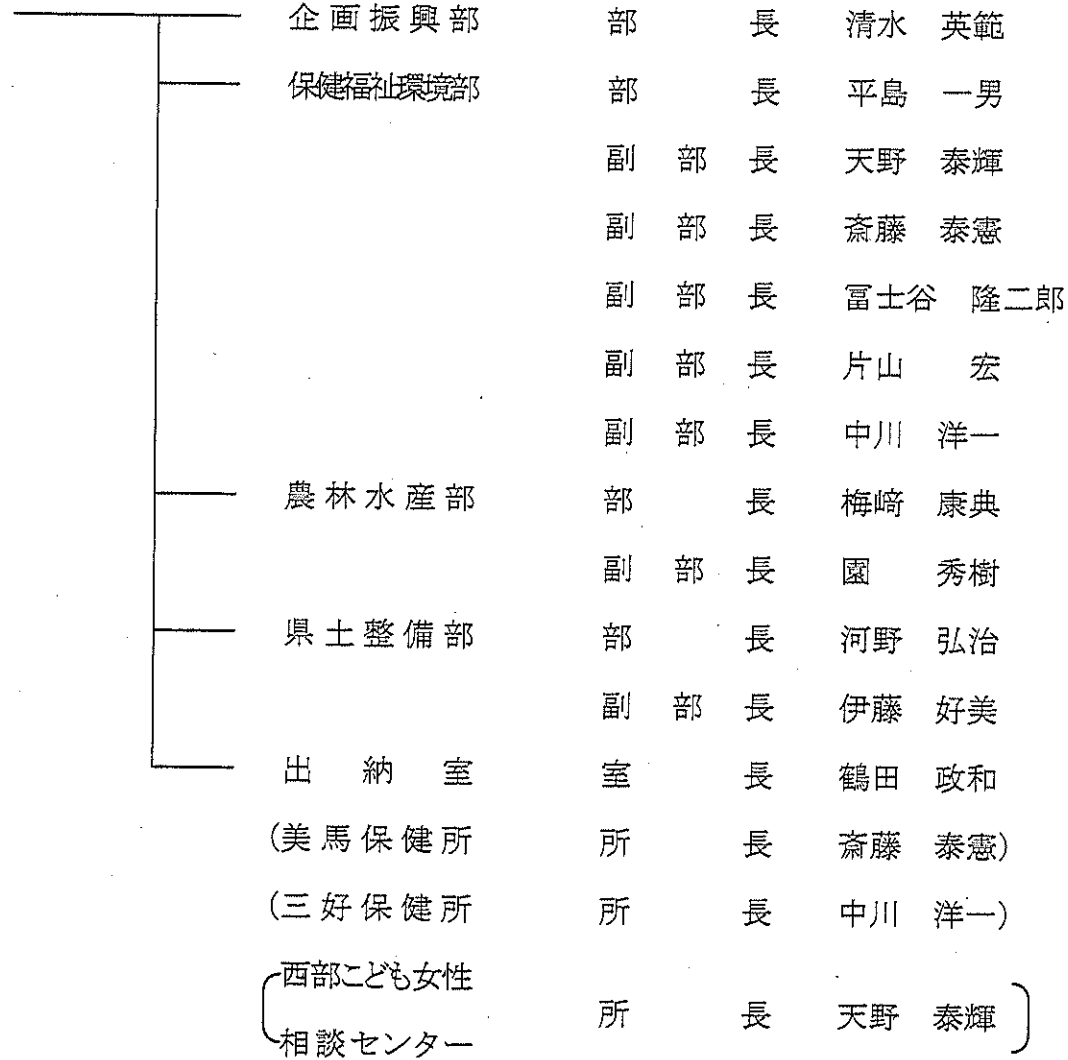 企画振興部 部長 清水 英範
保健福祉環境部 部長 平島 一男
副部長 天野 泰輝
副部長 斎藤 泰憲
副部長 冨士谷 隆二郎
副部長 片山 宏
副部長 中川 洋一
農林水産部 部長 梅﨑 康典
副部長 園 秀樹
県土整備部 部長 河野 弘治
副部長 伊藤 好美
出納室 室長 鶴田 政和
(美馬保健所 所長 斎藤 泰憲)
(三好保健所 所長 中川 洋一)
西部こども女性
相談センター 所長 天野 泰輝